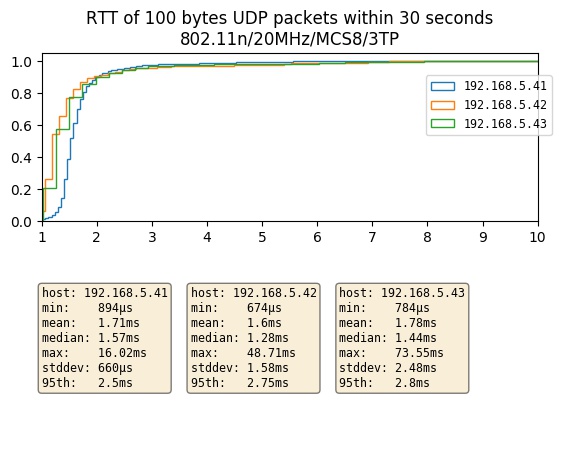 RTT of 100 bytes UDP packets within 30 seconds
802.11n/20MHz/MCS8/3TP
1.0
0.8
0.6
0.4
0.2
0.0
1 2 3 4 5 6 7 8 9 10
192.168.5.41
192.168.5.42
192.168.5.43
host: 192.168.5.41
min: 894µs
mean: 1.71ms
median: 1.57ms
max: 16.02ms
stddev: 660µs
95th: 2.5ms
host: 192.168.5.42
min: 674µs
mean: 1.6ms
median: 1.28ms
max: 48.71ms
stddev: 1.58ms
95th: 2.75ms
host: 192.168.5.43
min: 784µs
mean: 1.78ms
median: 1.44ms
max: 73.55ms
stddev: 2.48ms
95th: 2.8ms